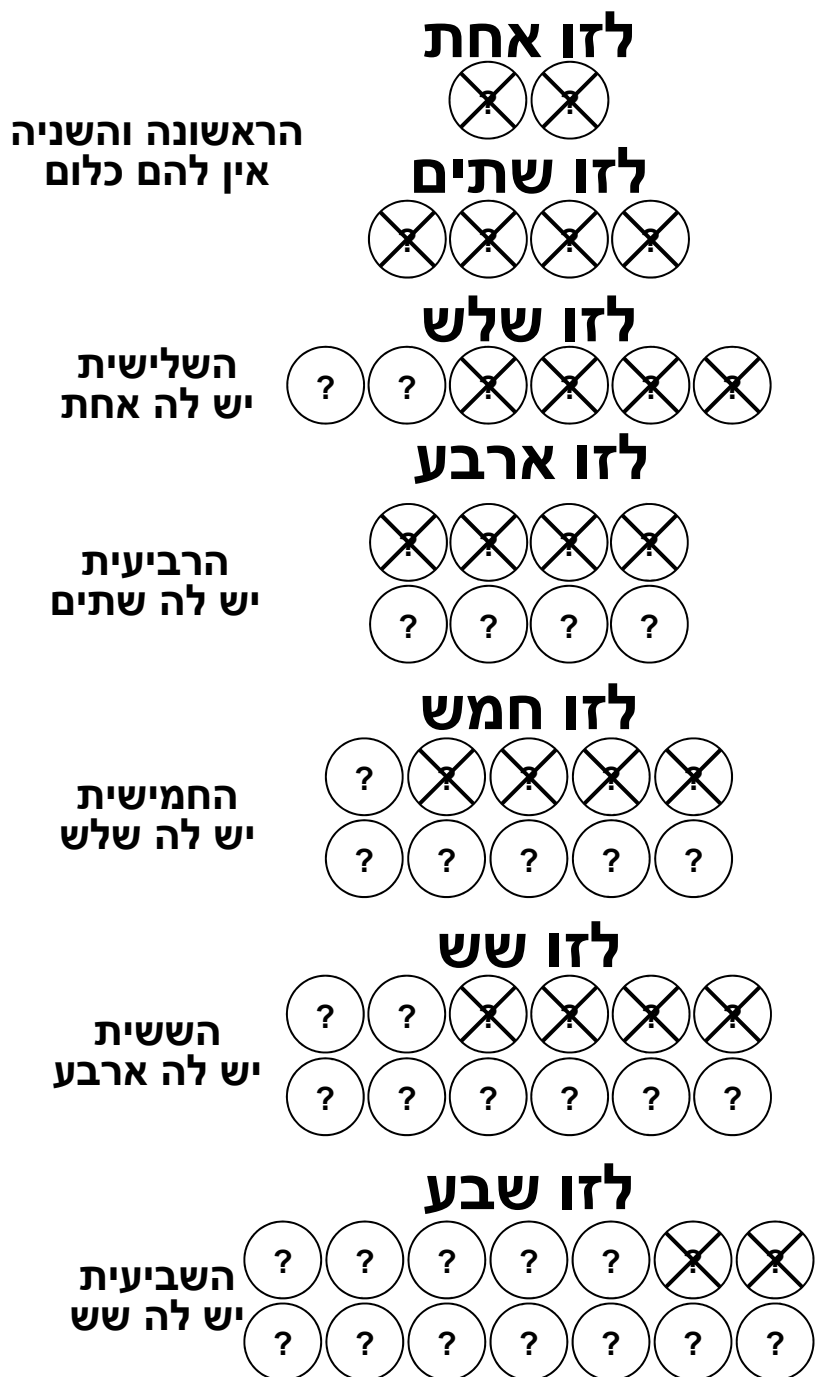 לזו אחת
? ?
הראשונה והשניה
אין להם כלום
לזו שתים
? ? ? ?
לזו שלש
השלישית
יש לה אחת
? ? ? ? ? ?
לזו ארבע
? ? ? ?
הרביעית
יש לה שתים
? ? ? ?
לזו חמש
? ? ? ? ?
החמישית
יש לה שלש
? ? ? ? ?
לזו שש
? ? ? ? ? ?
הששית
יש לה ארבע
? ? ? ? ? ?
לזו שבע
? ? ? ? ? ? ?
השביעית
יש לה שש
? ? ? ? ? ? ?